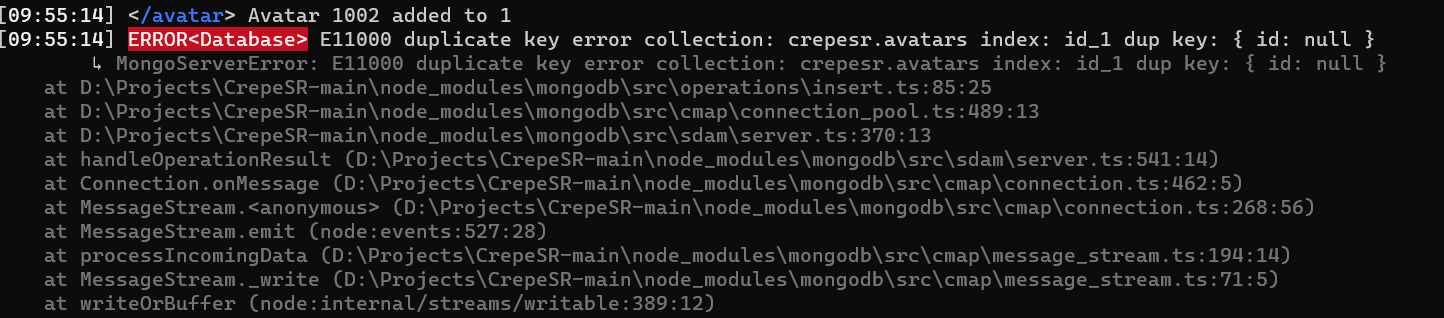 [09:55:14] </avatar> Avatar 1002 added to 1
[09:55:14] ERROR<Database> E11000 duplicate key error collection: crepesr.avatars index: id_1 dup key: { id: null }
↳ MongoServerError: E11000 duplicate key error collection: crepesr.avatars index: id_1 dup key: { id: null }
at D:\Projects\CrepeSR-main\node_modules\mongodb\src\operations\insert.ts:85:25
at D:\Projects\CrepeSR-main\node_modules\mongodb\src\cmap\connection_pool.ts:489:13
at D:\Projects\CrepeSR-main\node_modules\mongodb\src\sdam\server.ts:370:13
at handleOperationResult (D:\Projects\CrepeSR-main\node_modules\mongodb\src\sdam\server.ts:541:14)
at Connection.onMessage (D:\Projects\CrepeSR-main\node_modules\mongodb\src\cmap\connection.ts:462:5)
at MessageStream.<anonymous> (D:\Projects\CrepeSR-main\node_modules\mongodb\src\cmap\connection.ts:268:56)
at MessageStream.emit (node:events:527:28)
at processIncomingData (D:\Projects\CrepeSR-main\node_modules\mongodb\src\cmap\message_stream.ts:194:14)
at MessageStream._write (D:\Projects\CrepeSR-main\node_modules\mongodb\src\cmap\message_stream.ts:71:5)
at writeOrBuffer (node:internal/streams/writable:389:12)